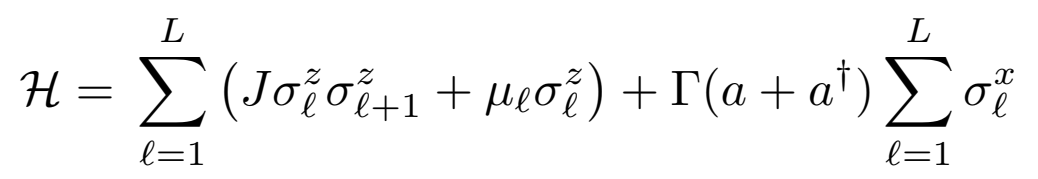 $\mathcal{H} = \sum_{\ell=1}^{L} \left( J \sigma_{\ell}^{z} \sigma_{\ell+1}^{z} + \mu_{\ell} \sigma_{\ell}^{z} \right) + \Gamma (a + a^{\dagger}) \sum_{\ell=1}^{L} \sigma_{\ell}^{x}$